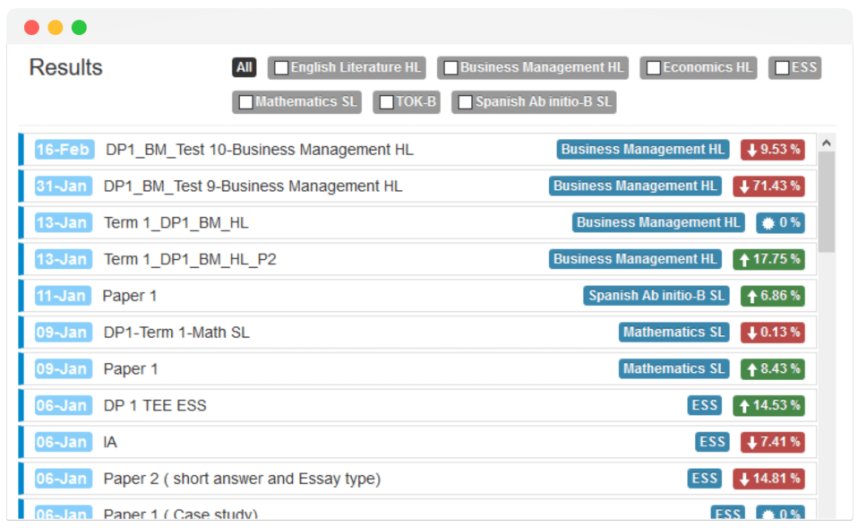 Results All English Literature HL Business Management HL Economics HL ESS
Mathematics SL TOK-B Spanish Ab initio-B SL
16-Feb DP1_BM_Test 10-Business Management HL Business Management HL 9.53 %
31-Jan DP1_BM_Test 9-Business Management HL Business Management HL 71.43 %
13-Jan Term 1_DP1_BM_HL Business Management HL 0 %
13-Jan Term 1_DP1_BM_HL_P2 Business Management HL 17.75 %
11-Jan Paper 1 Spanish Ab initio-B SL 6.86 %
09-Jan DP1-Term 1-Math SL Mathematics SL 0.13 %
09-Jan Paper 1 Mathematics SL 8.43 %
06-Jan DP 1 TEE ESS ESS 14.53 %
06-Jan IA ESS 7.41 %
06-Jan Paper 2 ( short answer and Essay type) ESS 14.81 %
06-Jan Paper 1 ( Case study) ESS 0 %